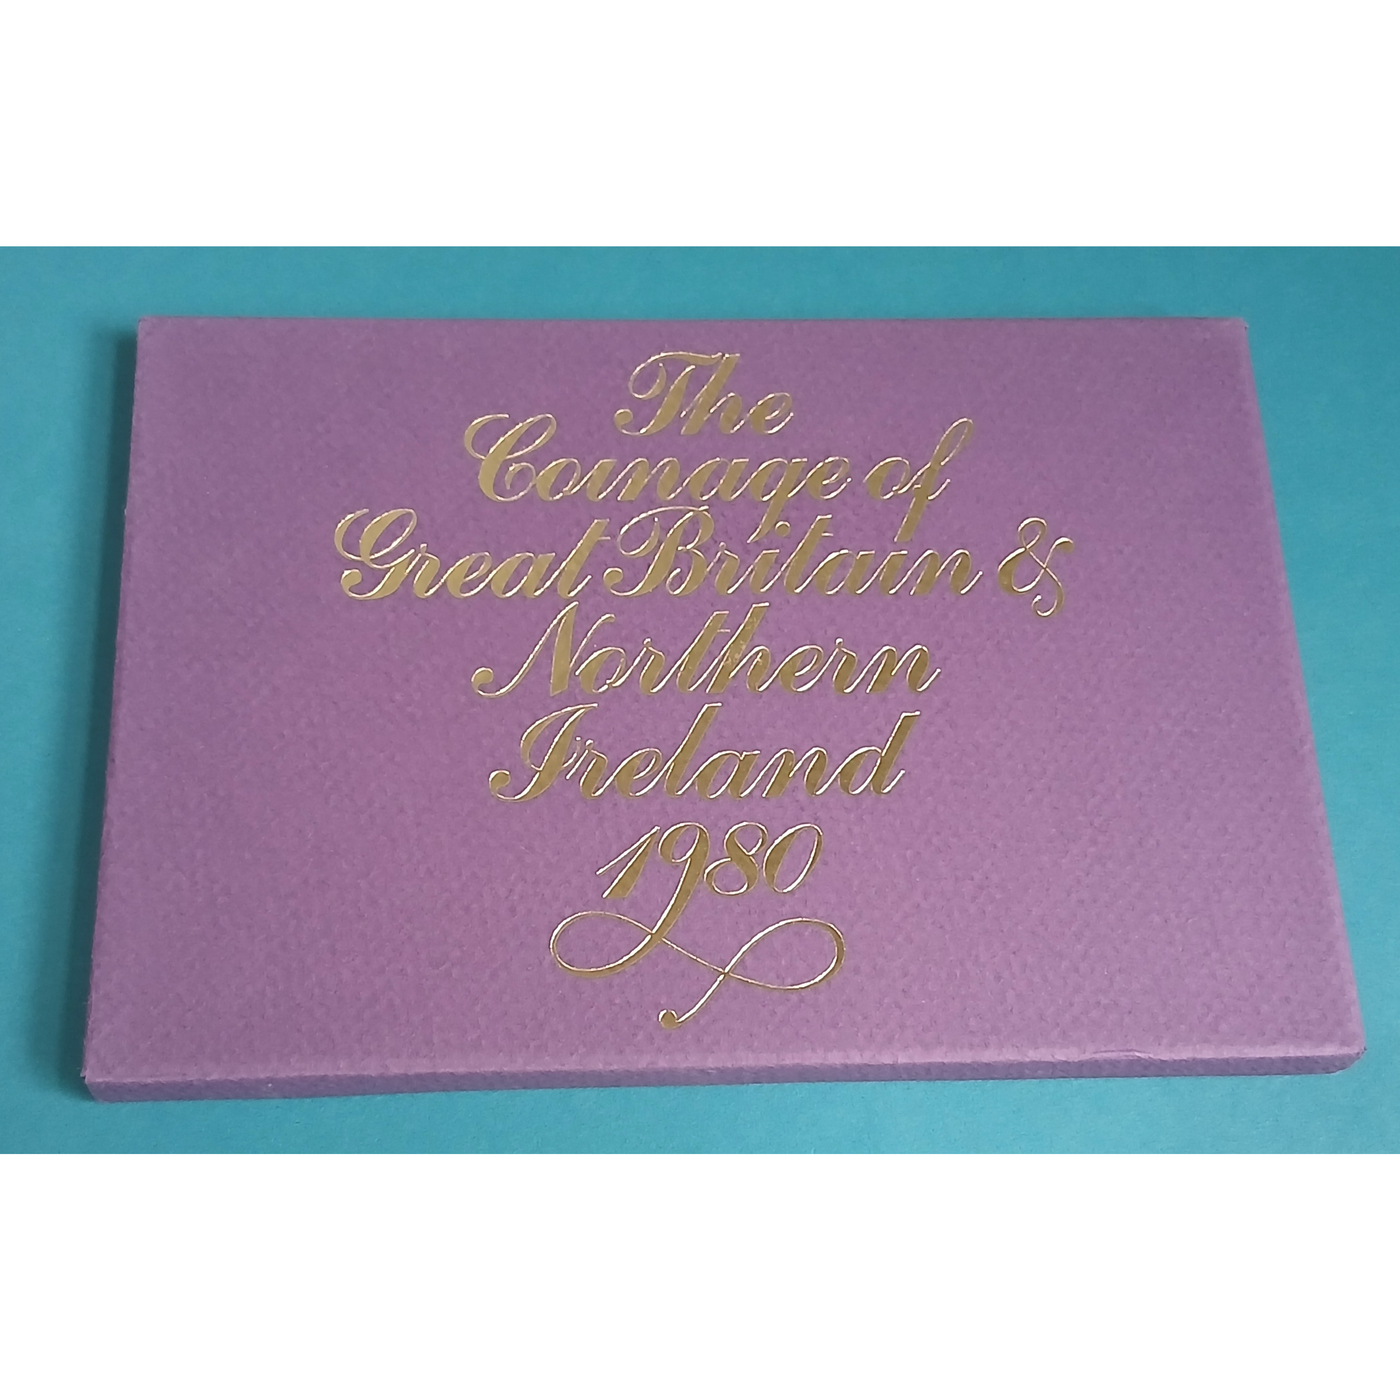 The
Coinage of
Great Britain &
Northern
Ireland
1980